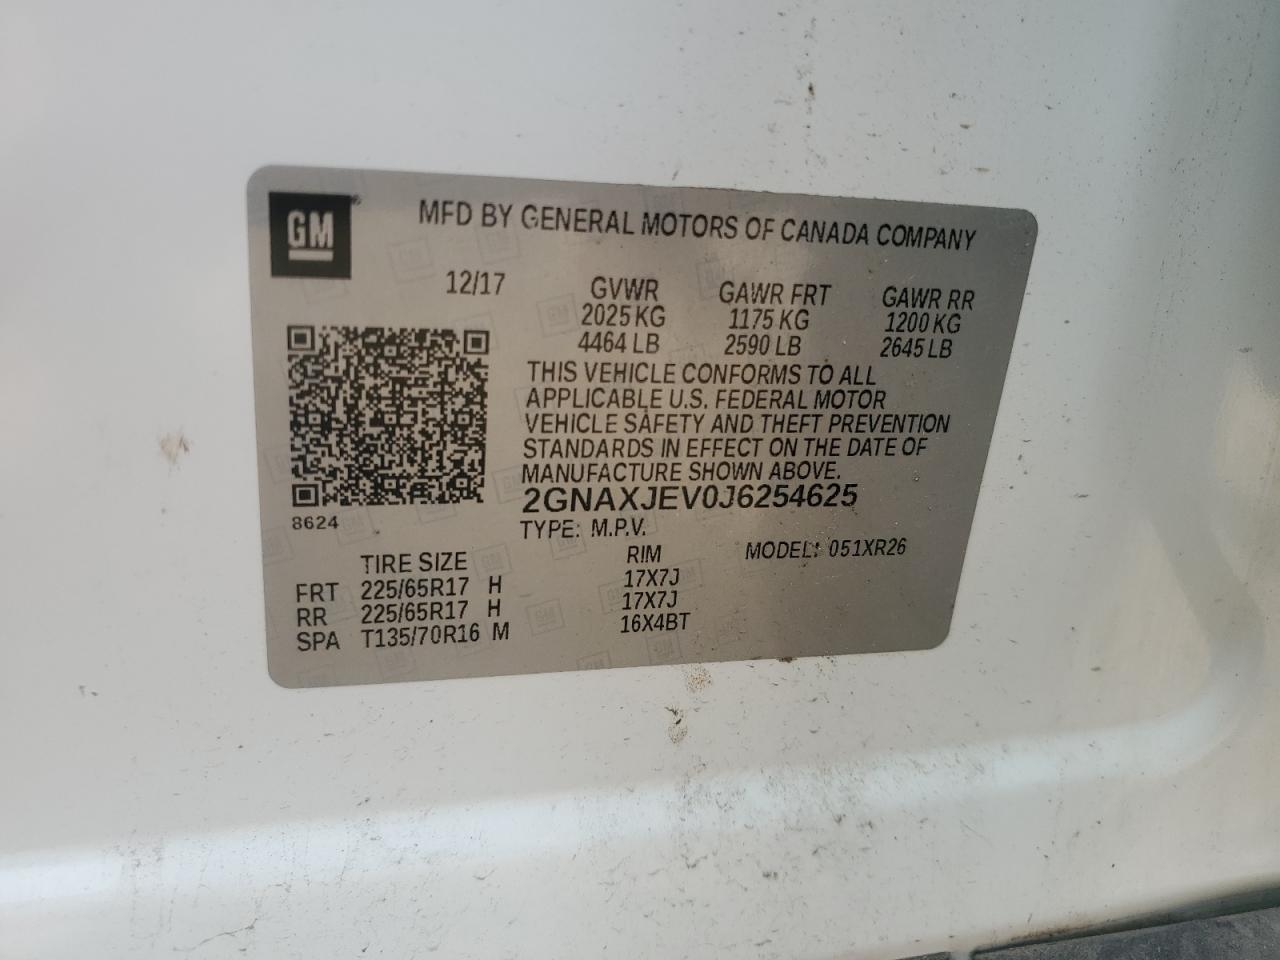 GM
MFD BY GENERAL MOTORS OF CANADA COMPANY
12/17 GVWR GAWR FRT GAWR RR
2025 KG 1175 KG 1200 KG
4464 LB 2590 LB 2645 LB
THIS VEHICLE CONFORMS TO ALL
APPLICABLE U.S. FEDERAL MOTOR
VEHICLE SAFETY AND THEFT PREVENTION
STANDARDS IN EFFECT ON THE DATE OF
MANUFACTURE SHOWN ABOVE.
2GNAXJEV0J6254625
8624
TYPE: M.P.V.
TIRE SIZE RIM MODEL: 051XR26
FRT 225/65R17 H 17X7J
RR 225/65R17 H 17X7J
SPA T135/70R16 M 16X4BT